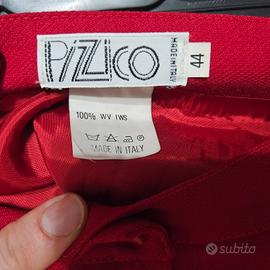 PIZZICO
MADE IN ITALY
44
100% WV IWS
MADE IN ITALY
subito